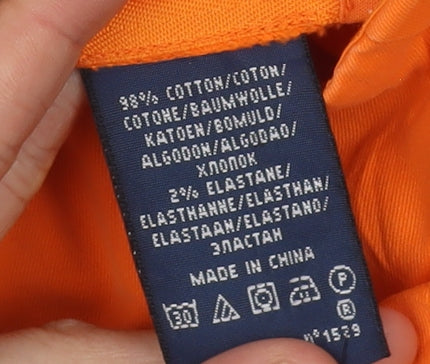 98% COTTON/COTON/
COTONE/BAUMWOLLE/
KATOEN/BOMULD/
ALGODON/ALGODAO/
ХЛОПОК
2% ELASTANE/
ELASTHANNE/ELASTHAN/
ELASTAAN/ELASTANO/
ЭЛАСТАН
MADE IN CHINA
30 P
R
n°1529